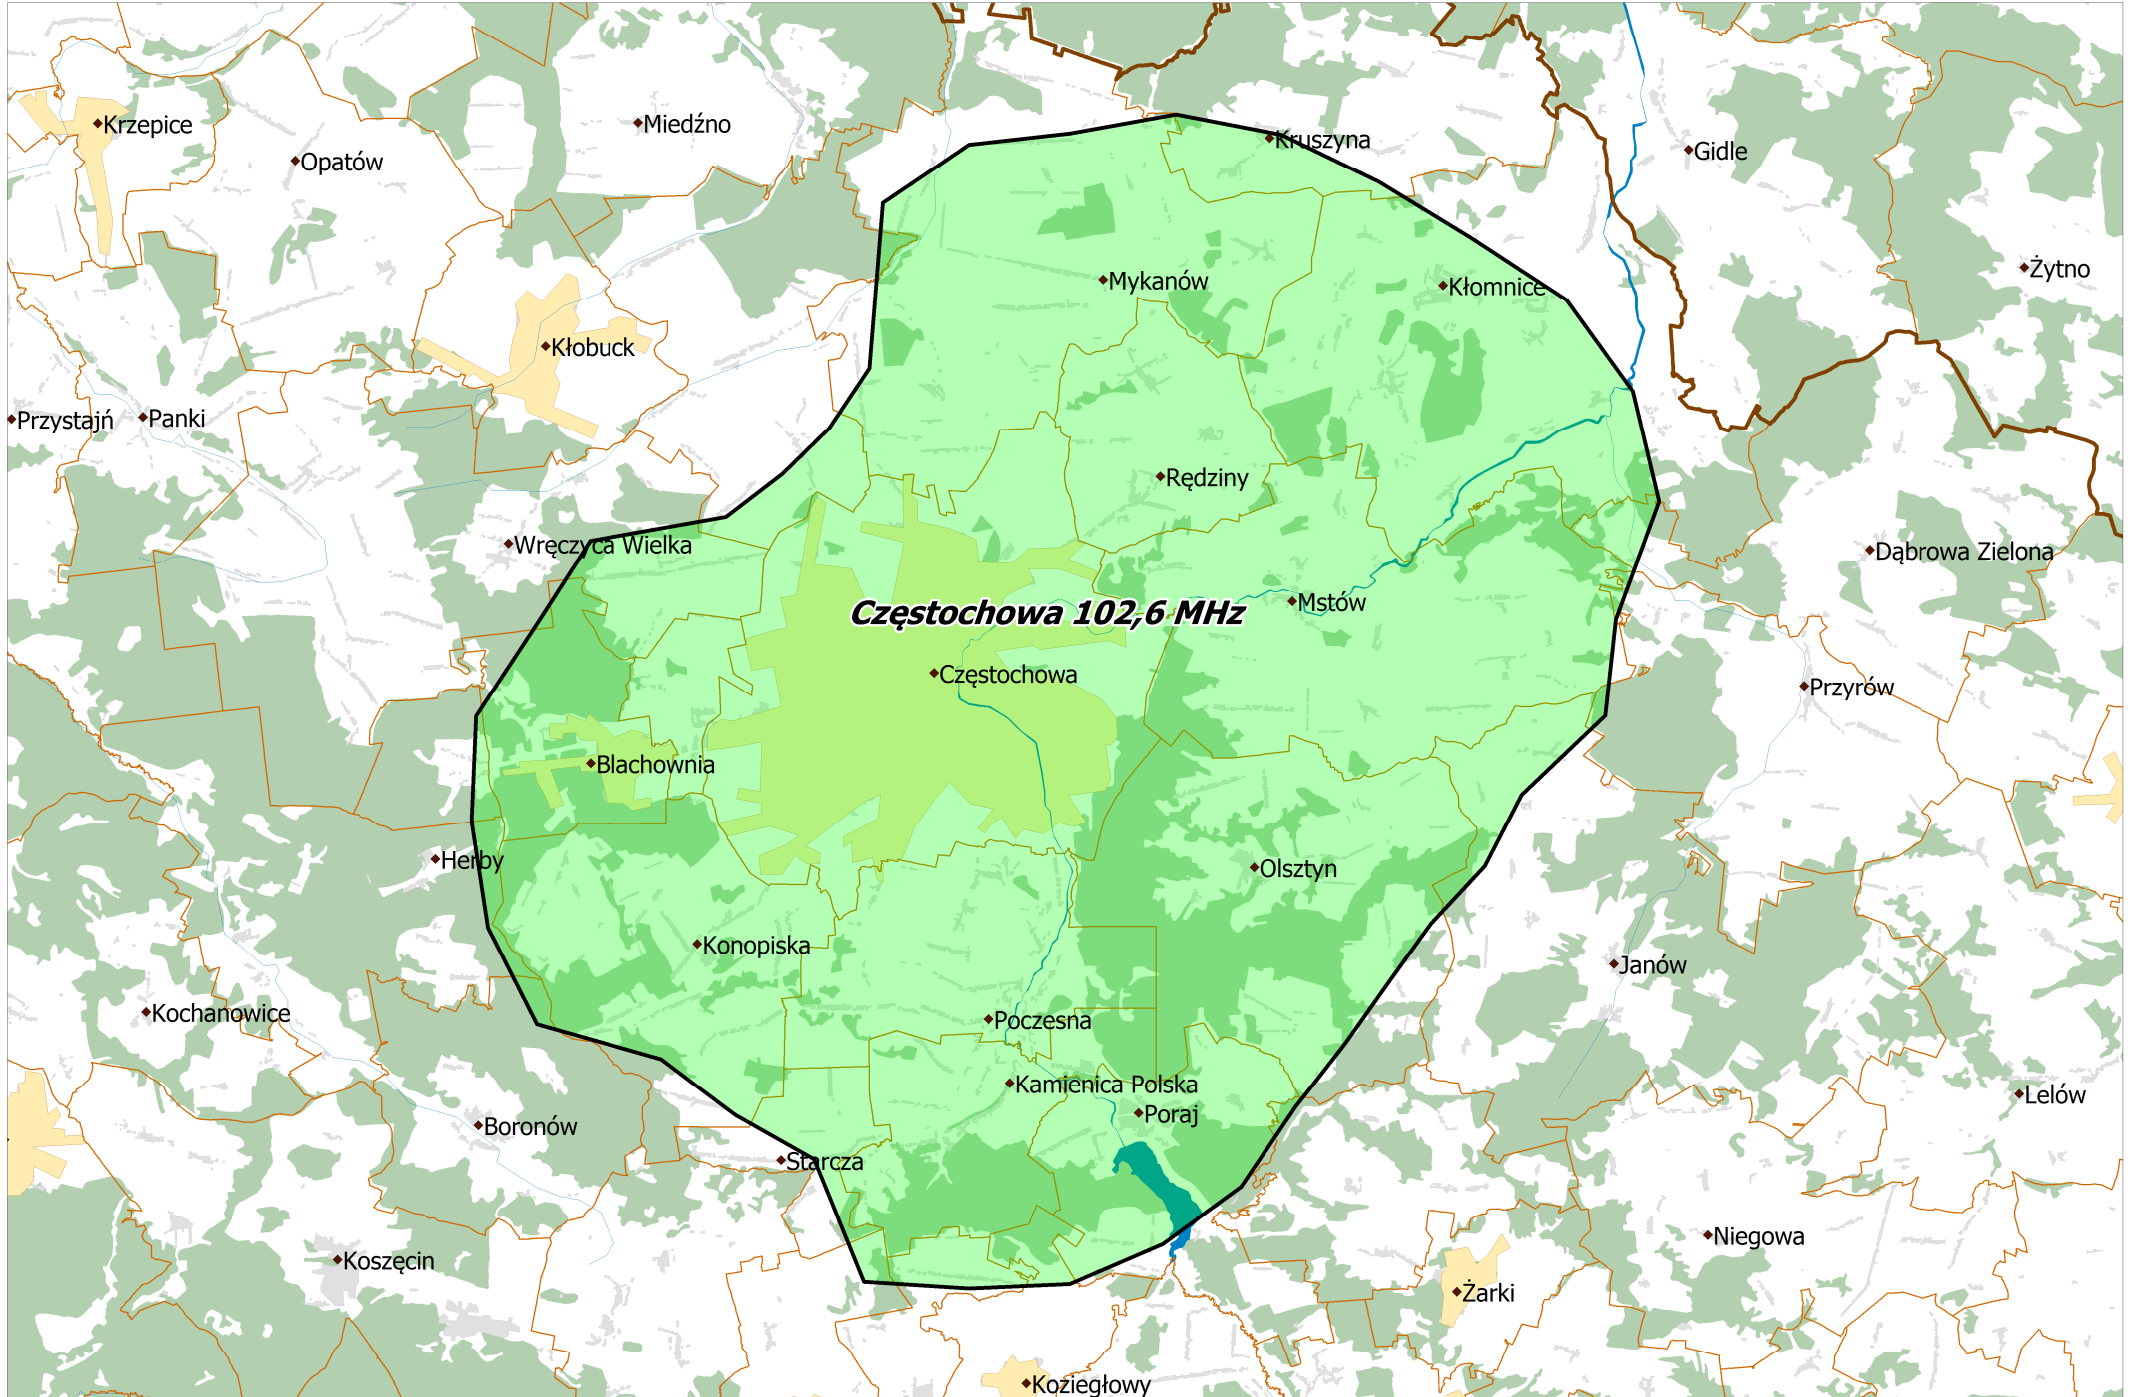 Krzepice
Miedźno
Kruszyna
Opatów
Gidle
Żytno
Mykanów
Kłomnice
Kłobuck
Przystajń
Panki
Rędziny
Wręczyca Wielka
Dąbrowa Zielona
Mstów
Częstochowa 102,6 MHz
Częstochowa
Przyrów
Blachownia
Herby
Olsztyn
Konopiska
Janów
Kochanowice
Poczesna
Kamienica Polska
Lelów
Poraj
Boronów
Starcza
Niegowa
Koszęcin
Żarki
Koziegłowy